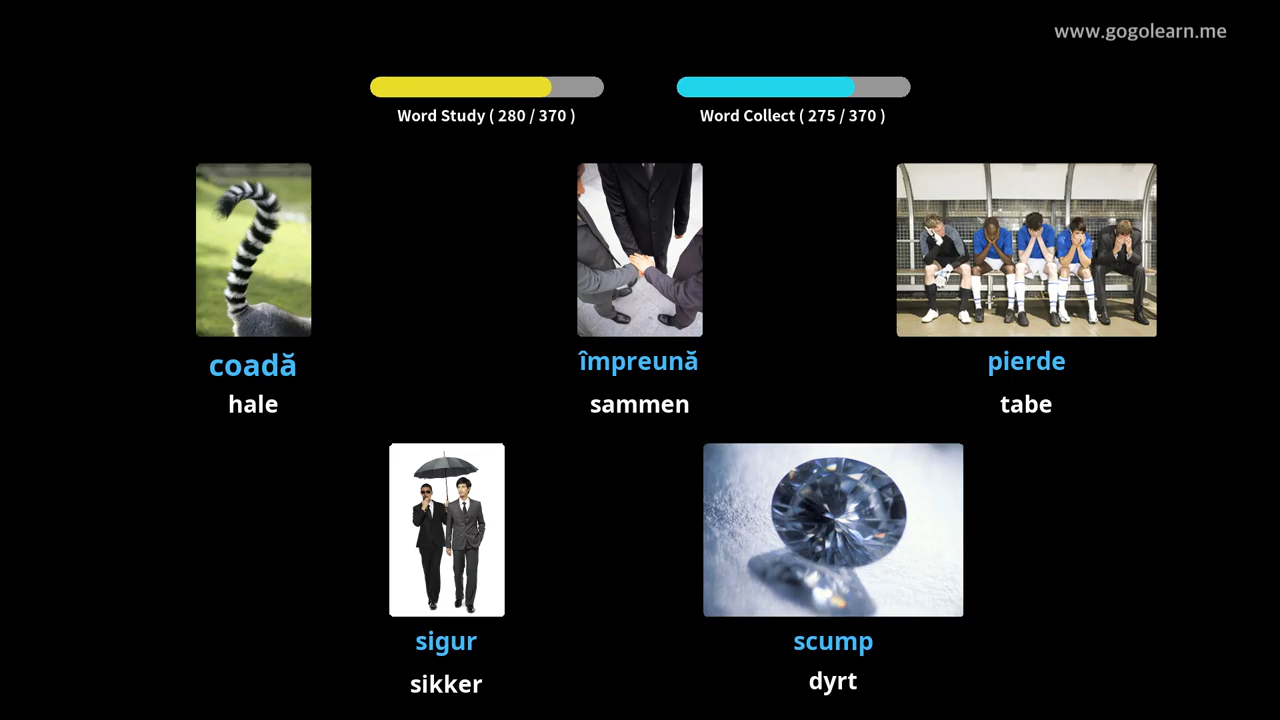 www.gogolearn.me
Word Study ( 280 / 370 )
Word Collect ( 275 / 370 )
coadă
hale
împreună
sammen
pierde
tabe
sigur
sikker
scump
dyrt